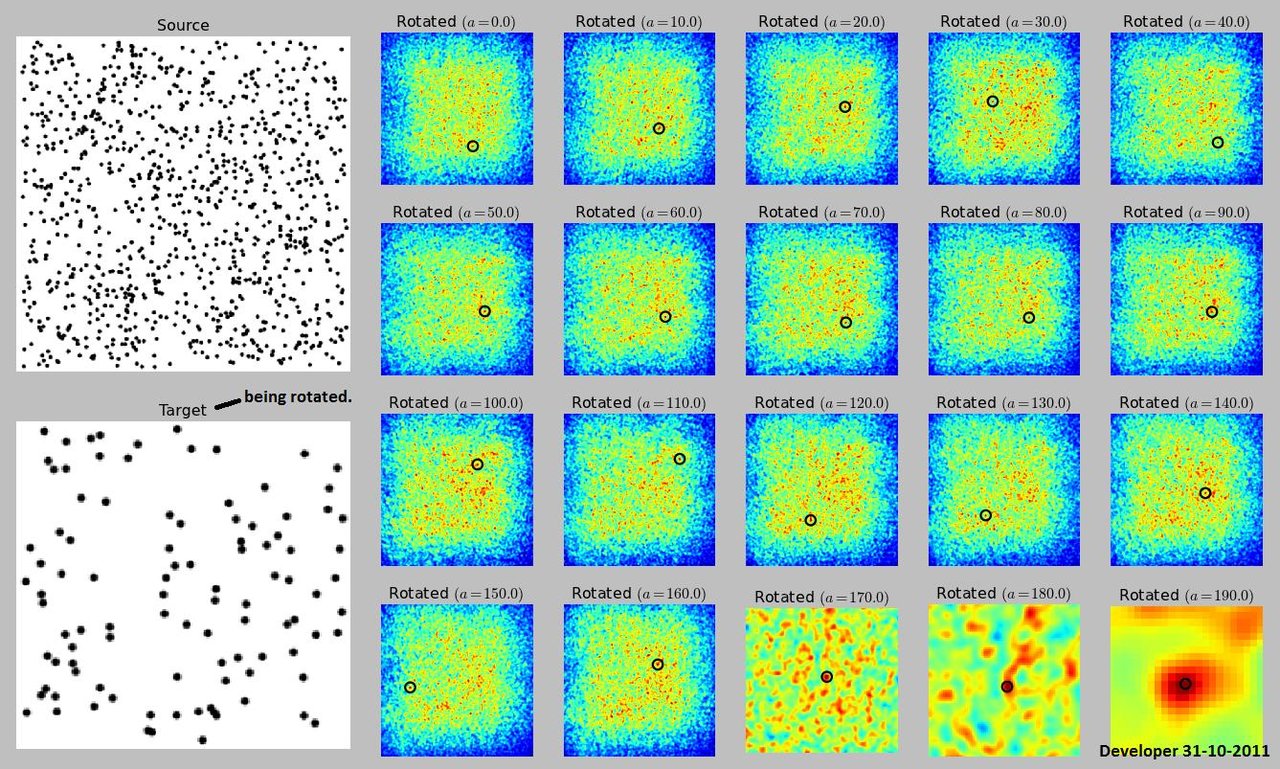 Source
Rotated (a=0.0)
Rotated (a=10.0)
Rotated (a=20.0)
Rotated (a=30.0)
Rotated (a=40.0)
Rotated (a=50.0)
Rotated (a=60.0)
Rotated (a=70.0)
Rotated (a=80.0)
Rotated (a=90.0)
Target
being rotated.
Rotated (a=100.0)
Rotated (a=110.0)
Rotated (a=120.0)
Rotated (a=130.0)
Rotated (a=140.0)
Rotated (a=150.0)
Rotated (a=160.0)
Rotated (a=170.0)
Rotated (a=180.0)
Rotated (a=190.0)
Developer 31-10-2011